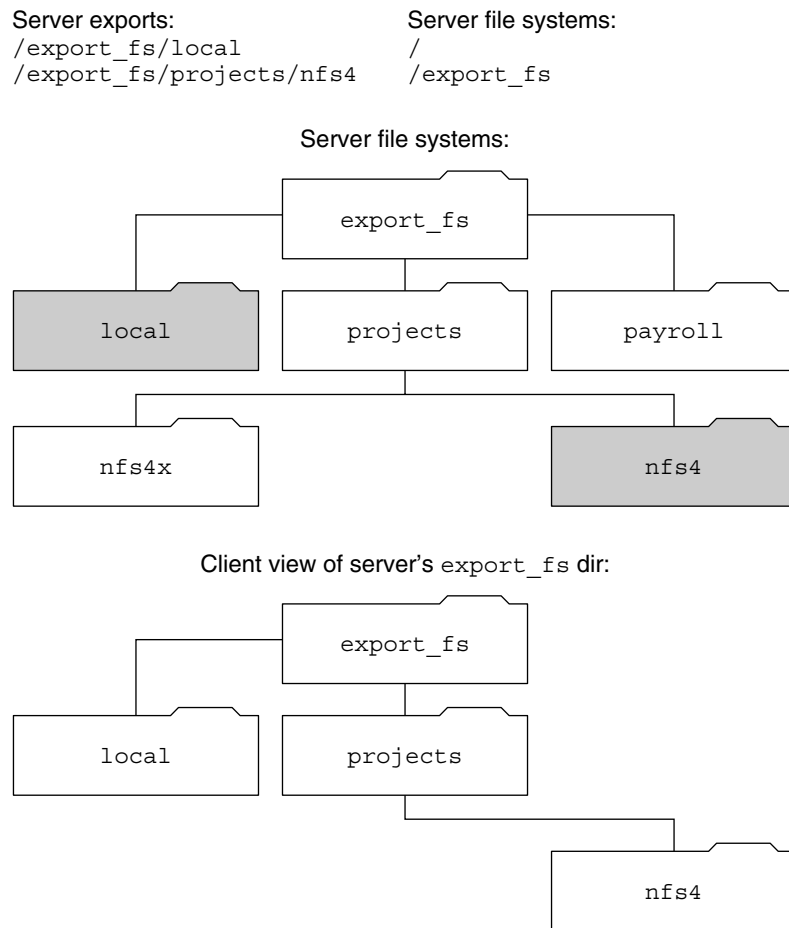 Server exports:
/export_fs/local
/export_fs/projects/nfs4
Server file systems:
/
/export_fs
Server file systems:
export_fs
local
projects
payroll
nfs4x
nfs4
Client view of server’s export_fs dir:
export_fs
local
projects
nfs4